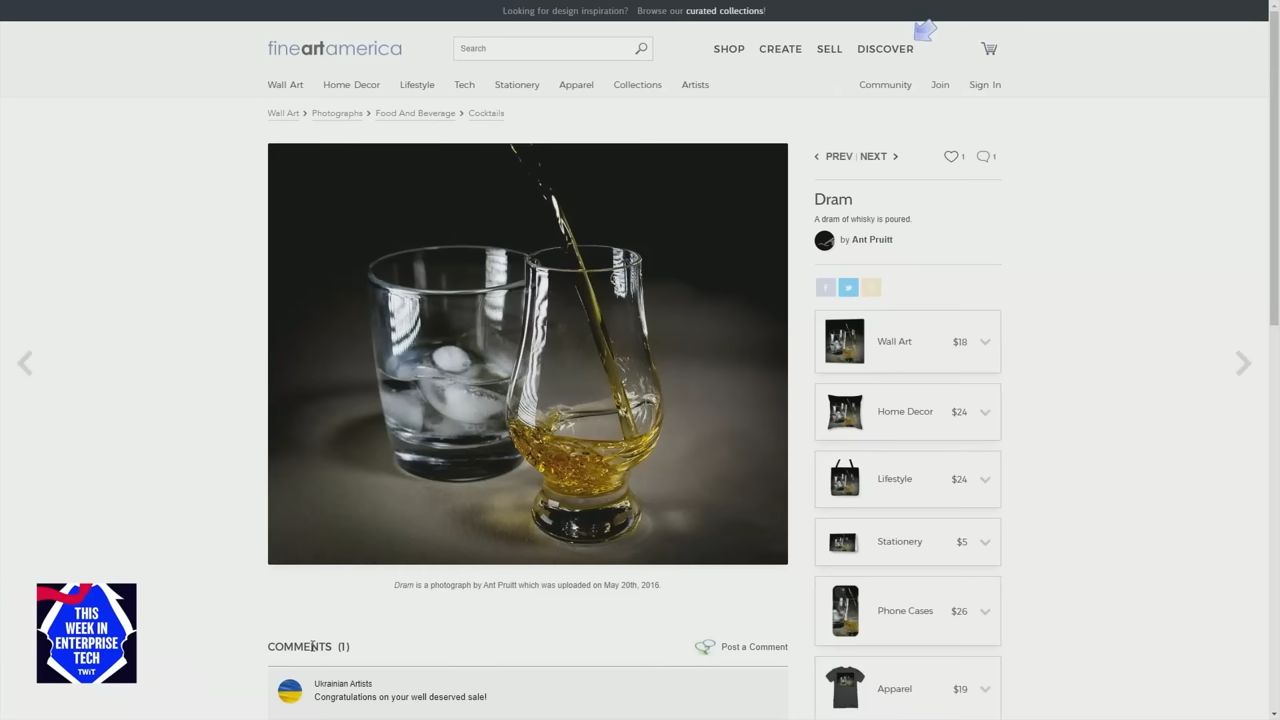 Looking for design inspiration? Browse our curated collections!
fineartamerica
Search
SHOP CREATE SELL DISCOVER
Wall Art Home Decor Lifestyle Tech Stationery Apparel Collections Artists
Community Join Sign In
Wall Art > Photographs > Food And Beverage > Cocktails
< PREV | NEXT >
1 1
Dram
A dram of whisky is poured.
by Ant Pruitt
f
Wall Art $18
Home Decor $24
Lifestyle $24
Stationery $5
Phone Cases $26
Apparel $19
Dram is a photograph by Ant Pruitt which was uploaded on May 20th, 2016.
COMMENTS (1)
Post a Comment
Ukrainian Artists
Congratulations on your well deserved sale!
THIS
WEEK IN
ENTERPRISE
TECH
TWiT